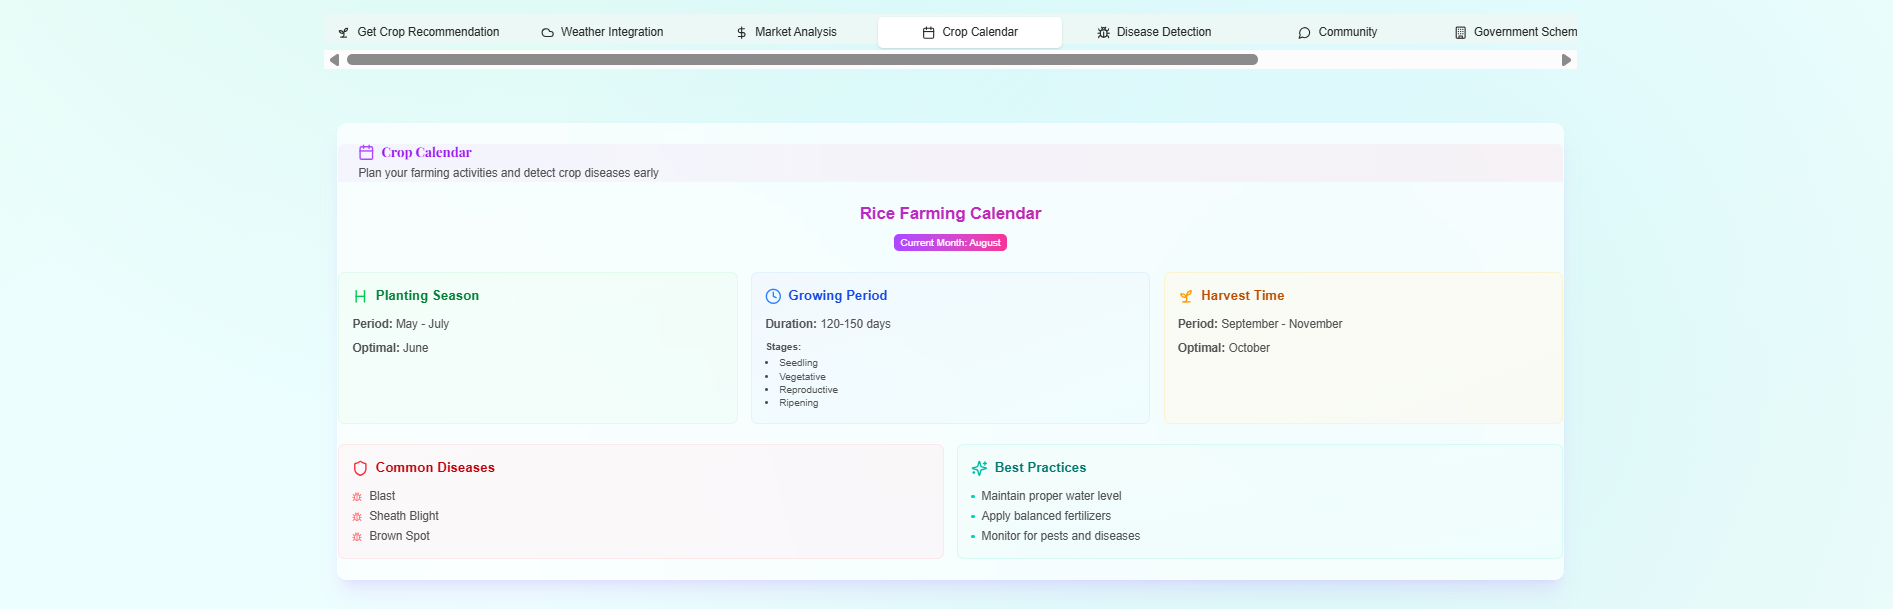 Get Crop Recommendation
Weather Integration
Market Analysis
Crop Calendar
Disease Detection
Community
Government Schem
Crop Calendar
Plan your farming activities and detect crop diseases early
Rice Farming Calendar
Current Month: August
Planting Season
Period: May - July
Optimal: June
Growing Period
Duration: 120-150 days
Stages:
• Seedling
• Vegetative
• Reproductive
• Ripening
Harvest Time
Period: September - November
Optimal: October
Common Diseases
Blast
Sheath Blight
Brown Spot
Best Practices
• Maintain proper water level
• Apply balanced fertilizers
• Monitor for pests and diseases